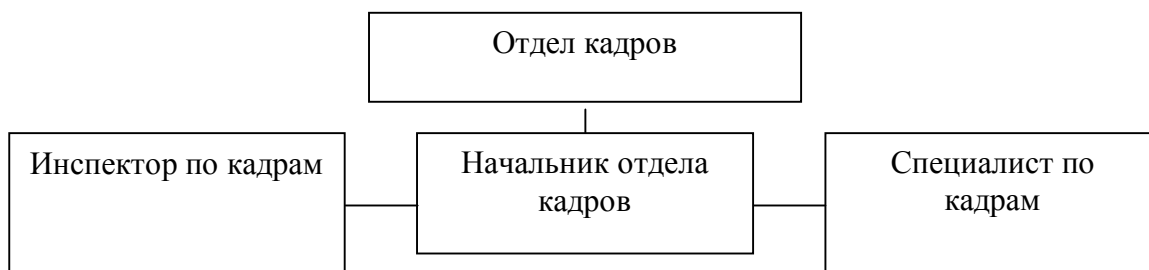 Отдел кадров
Инспектор по кадрам
Начальник отдела
кадров
Специалист по
кадрам